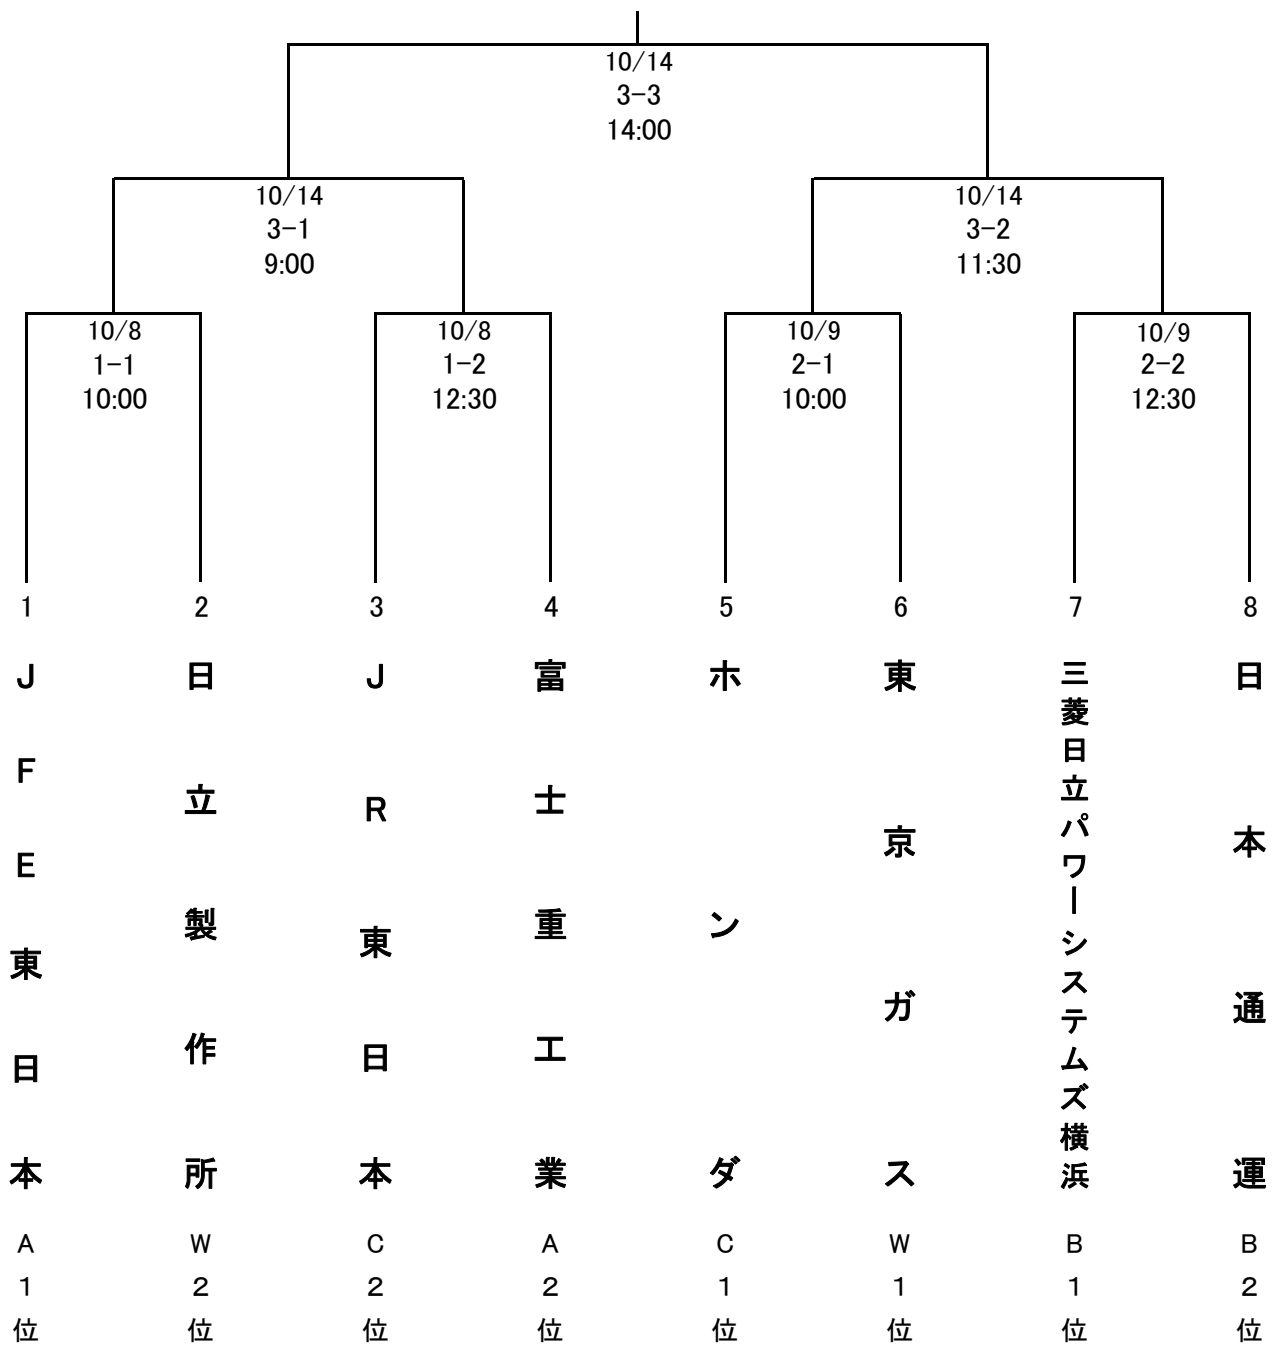 10/14
3-3
14:00
10/14
3-1
9:00
10/14
3-2
11:30
10/8
1-1
10:00
10/8
1-2
12:30
10/9
2-1
10:00
10/9
2-2
12:30
1
2
3
4
5
6
7
8
JFE東日本
日立製作所
JR東日本
富士重工業
ホンダ
東京ガス
三菱日立パワーシステムズ横浜
日本通運
A1位
W2位
C2位
A2位
C1位
W1位
B1位
B2位